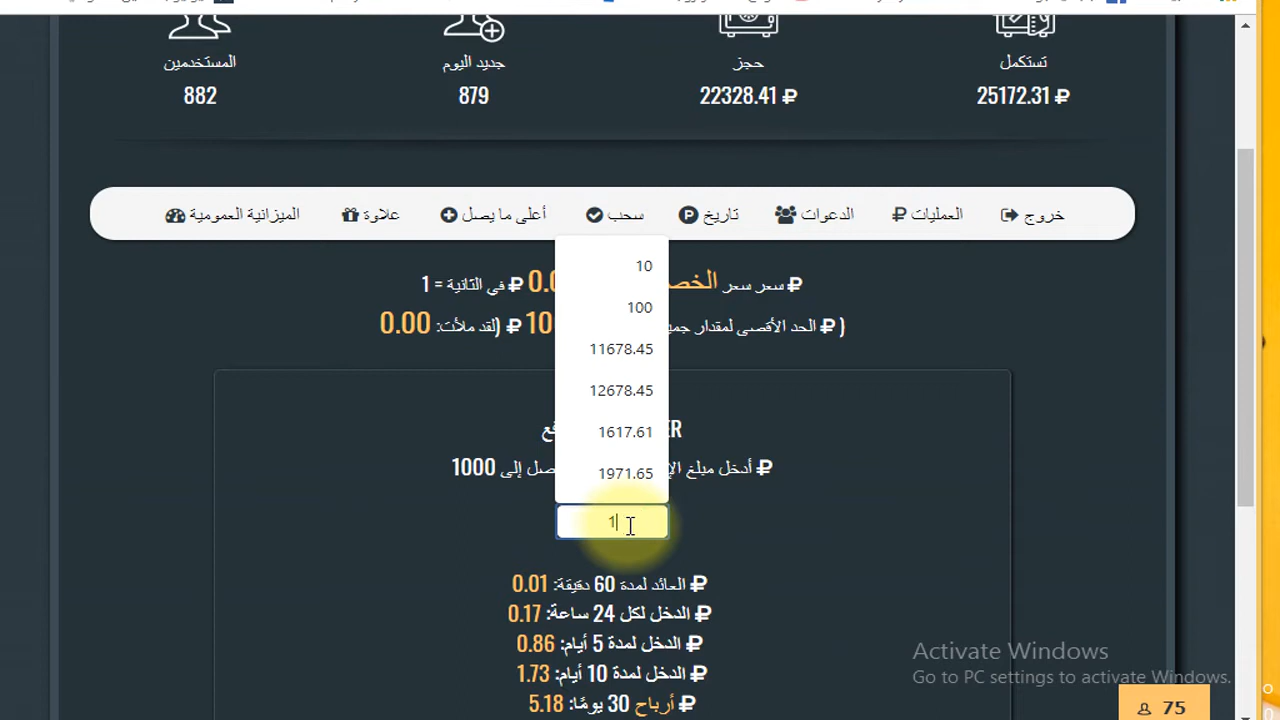 المستخدمين
جديد اليوم
حجز
تستكمل
882
879
22328.41 ₽
25172.31 ₽
الميزانية العمومية
علاوة
أعلى ما يصل
سحب
تاريخ
الدعوات
العمليات
خروج
₽ سعر سعر
₽ في الثانية = 1
10
100
₽ الحد الأقصى لمقدار
₽ (لقد ملأت: 0.00
10
11678.45
12678.45
1617.61
1971.65
₽ أدخل مبلغ
صل إلى 1000
1
₽ العائد لمدة 60 دقيقة: 0.01
₽ الدخل لكل 24 ساعة: 0.17
₽ الدخل لمدة 5 أيام: 0.86
₽ الدخل لمدة 10 أيام: 1.73
₽ أرباح 30 يومًا: 5.18
Activate Windows
Go to PC settings to activate Windows.
75